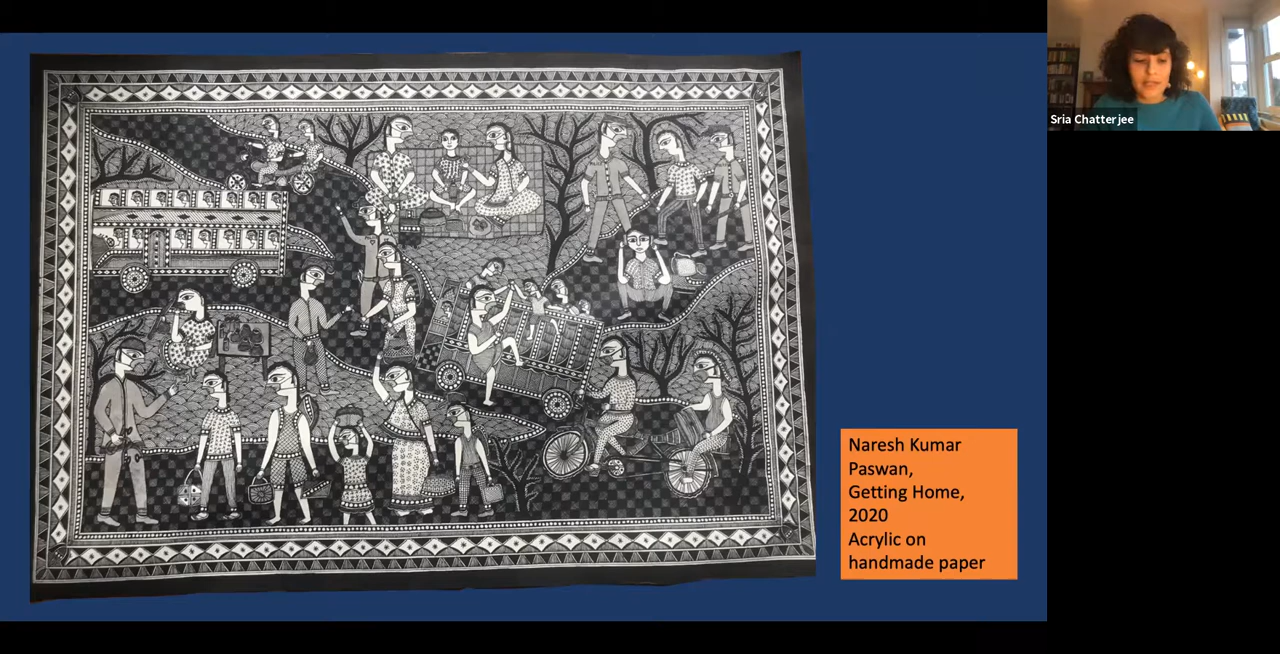 Sria Chatterjee
Naresh Kumar
Paswan,
Getting Home,
2020
Acrylic on
handmade paper